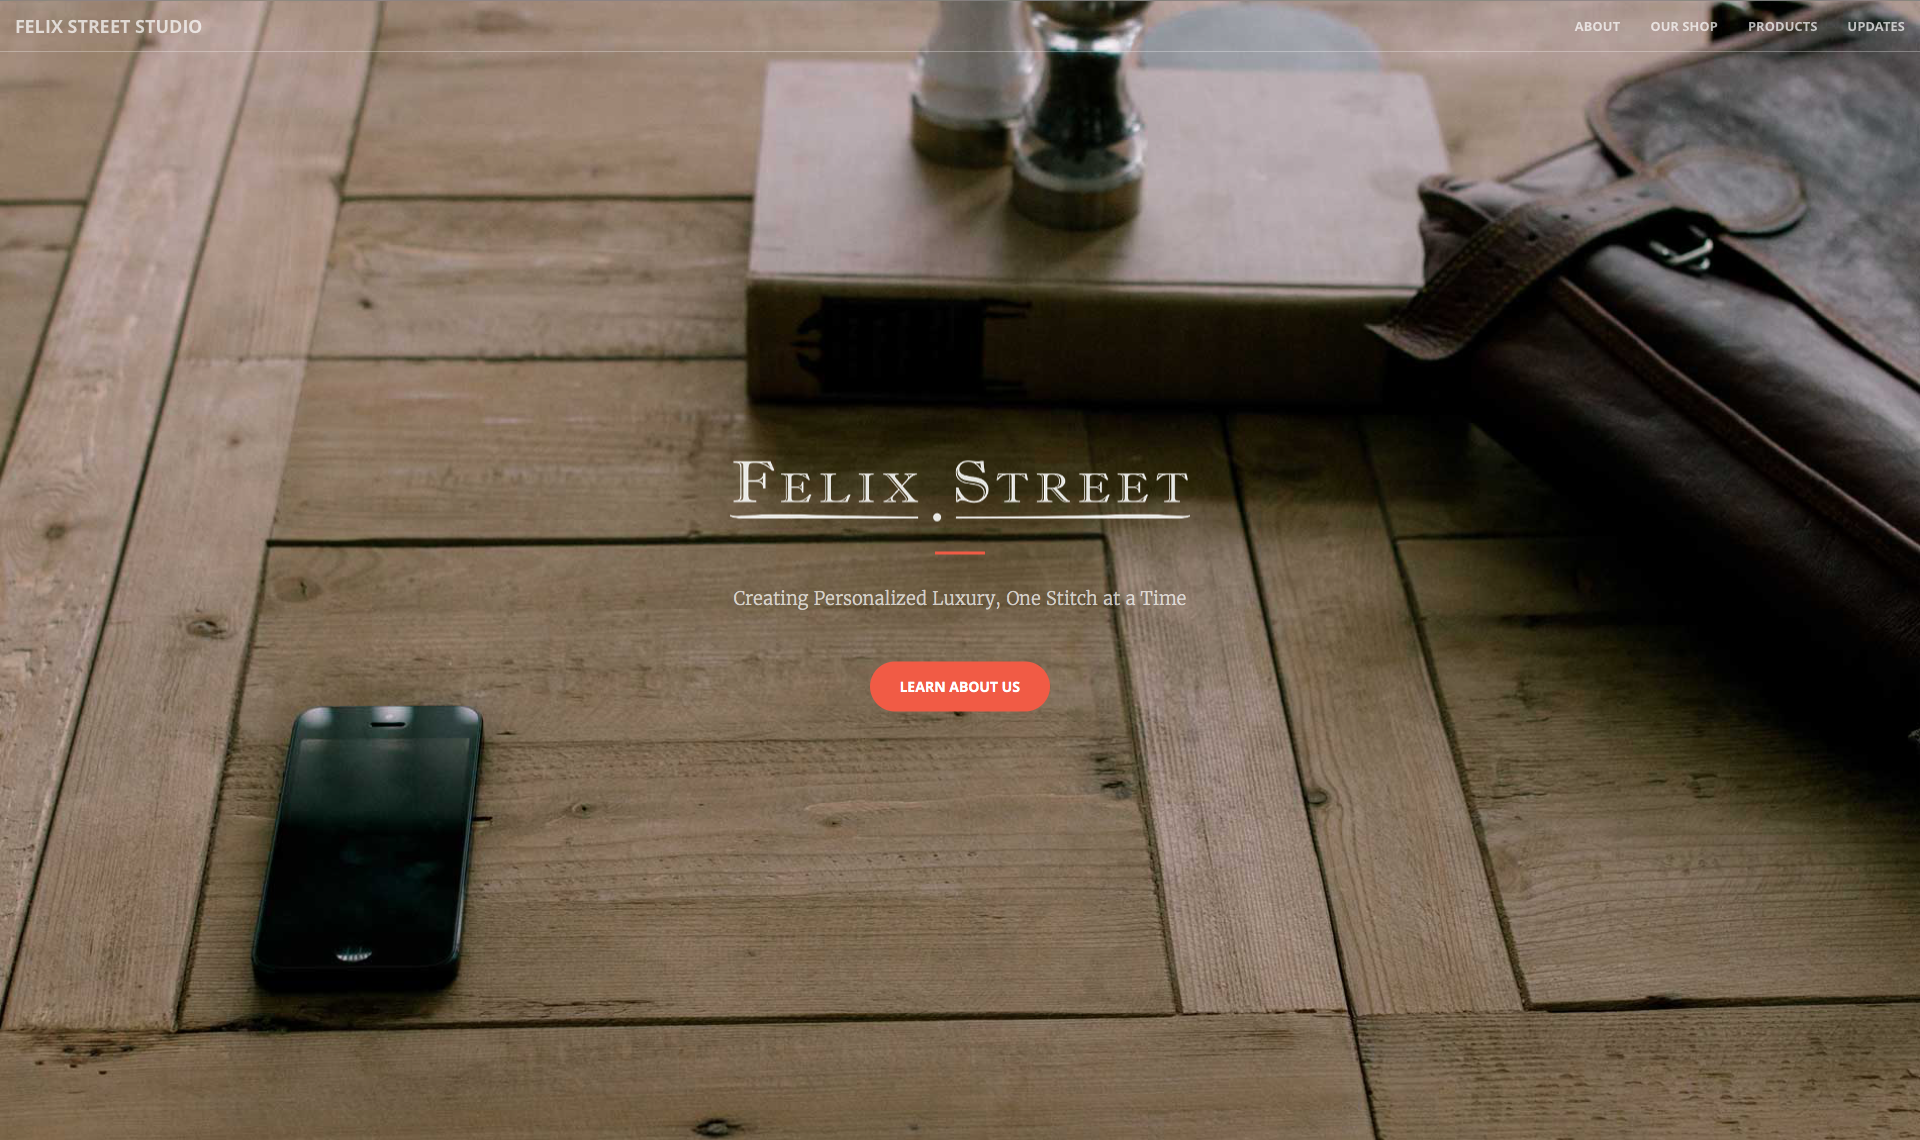 FELIX STREET STUDIO
ABOUT OUR SHOP PRODUCTS UPDATES
FELIX STREET
Creating Personalized Luxury, One Stitch at a Time
LEARN ABOUT US